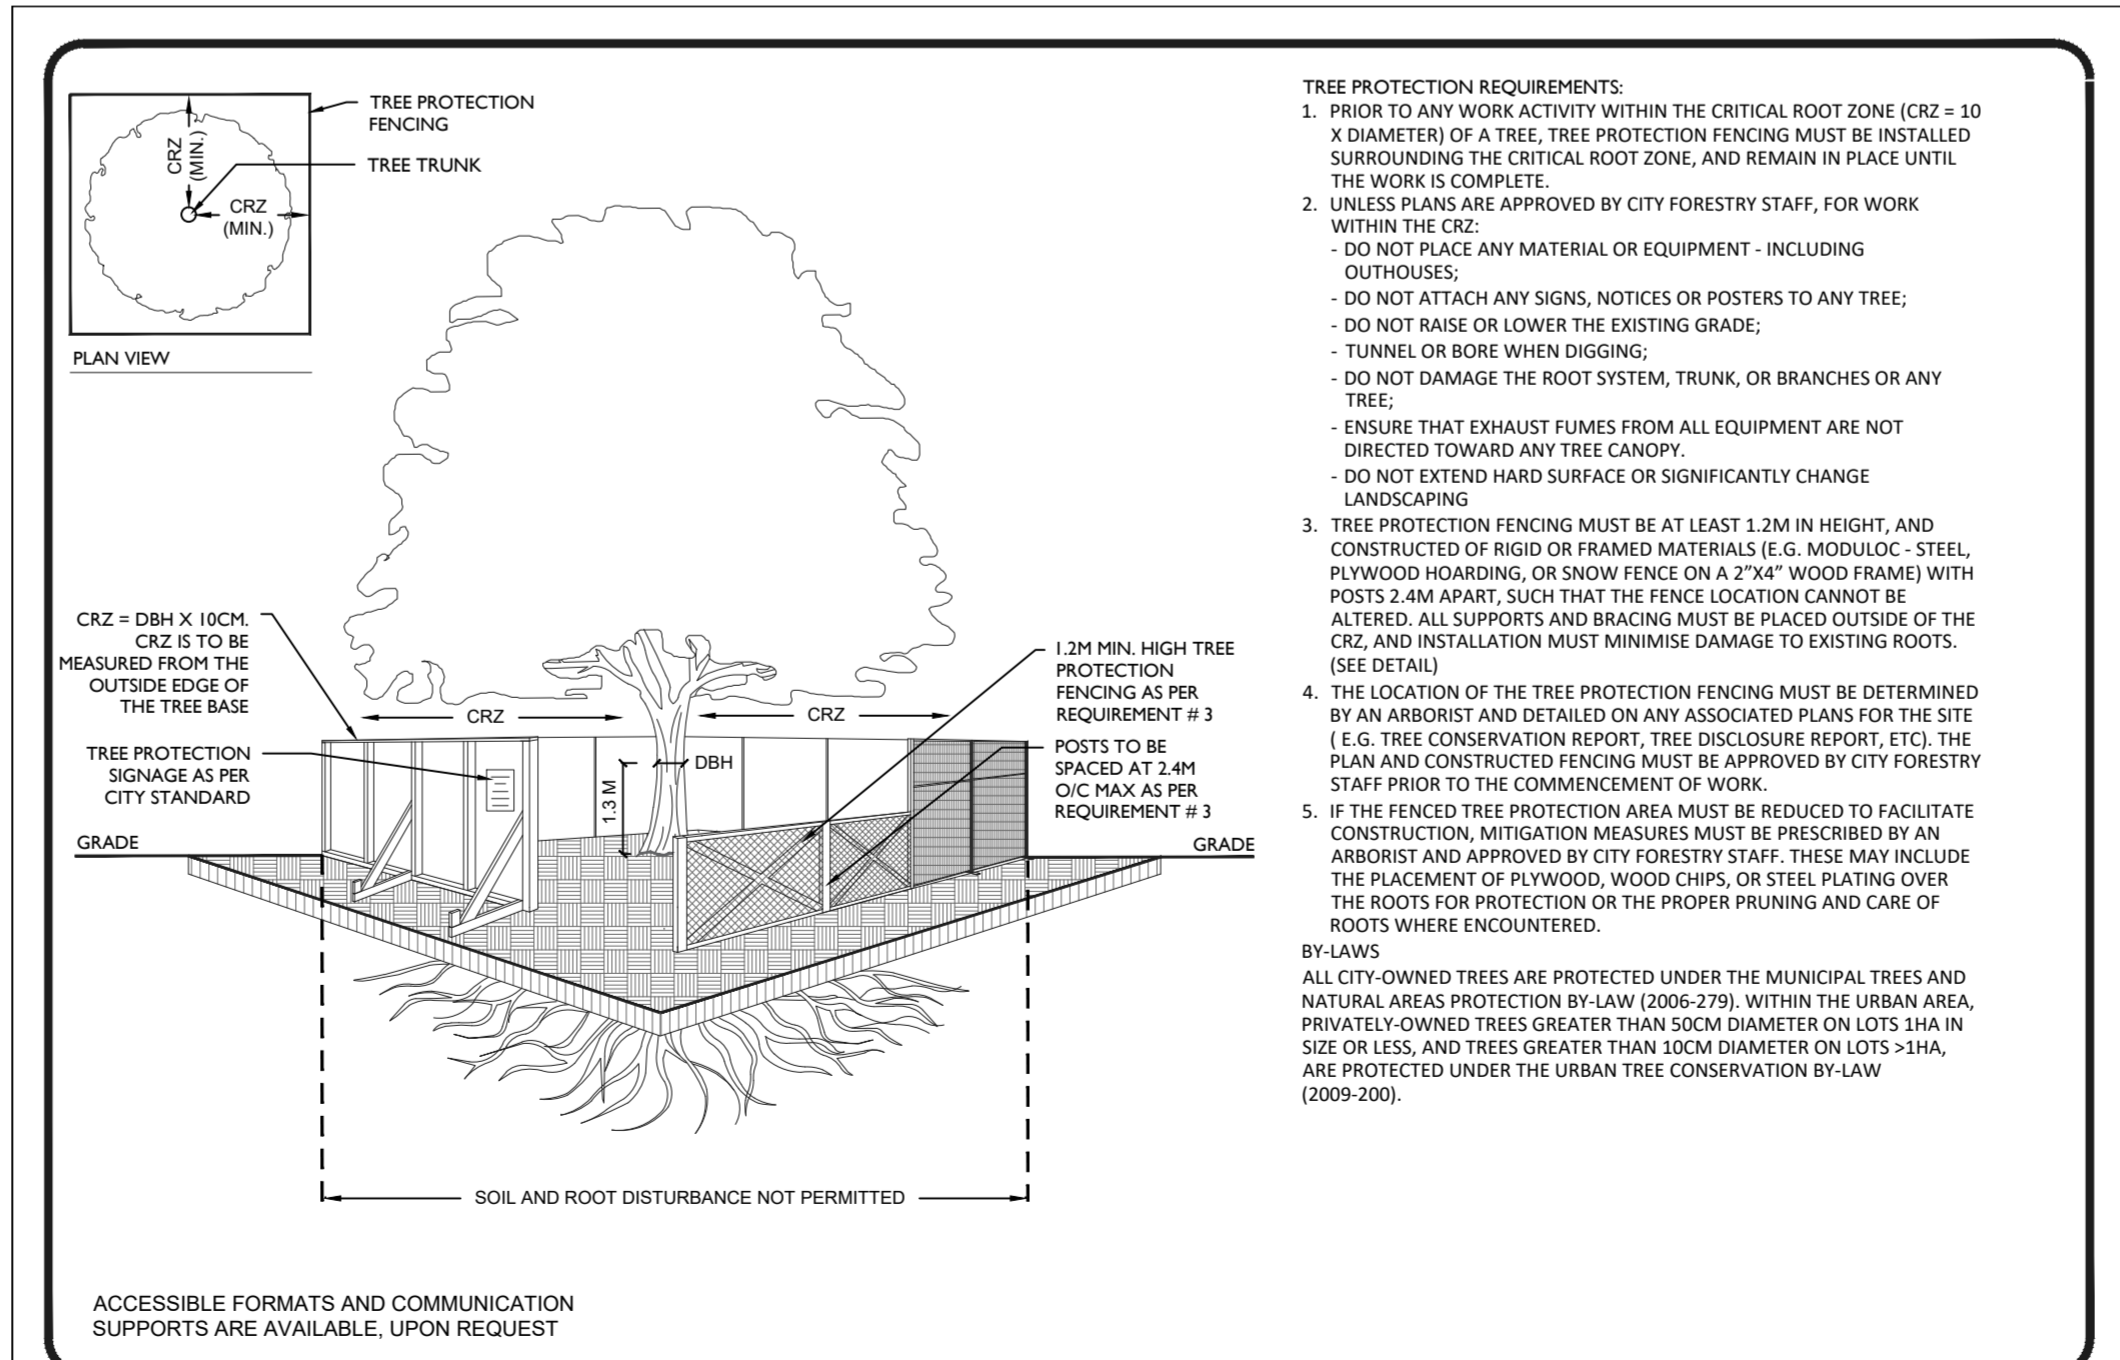 TREE PROTECTION
FENCING
TREE TRUNK
CRZ
(MIN.)
CRZ
(MIN.)
PLAN VIEW
CRZ = DBH X 10CM.
CRZ IS TO BE
MEASURED FROM THE
OUTSIDE EDGE OF
THE TREE BASE
TREE PROTECTION
SIGNAGE AS PER
CITY STANDARD
GRADE
CRZ
CRZ
DBH
1.3 M
1.2M MIN. HIGH TREE
PROTECTION
FENCING AS PER
REQUIREMENT # 3
POSTS TO BE
SPACED AT 2.4M
O/C MAX AS PER
REQUIREMENT # 3
GRADE
SOIL AND ROOT DISTURBANCE NOT PERMITTED
ACCESSIBLE FORMATS AND COMMUNICATION
SUPPORTS ARE AVAILABLE, UPON REQUEST
TREE PROTECTION REQUIREMENTS:
1. PRIOR TO ANY WORK ACTIVITY WITHIN THE CRITICAL ROOT ZONE (CRZ = 10
X DIAMETER) OF A TREE, TREE PROTECTION FENCING MUST BE INSTALLED
SURROUNDING THE CRITICAL ROOT ZONE, AND REMAIN IN PLACE UNTIL
THE WORK IS COMPLETE.
2. UNLESS PLANS ARE APPROVED BY CITY FORESTRY STAFF, FOR WORK
WITHIN THE CRZ:
- DO NOT PLACE ANY MATERIAL OR EQUIPMENT - INCLUDING
OUTHOUSES;
- DO NOT ATTACH ANY SIGNS, NOTICES OR POSTERS TO ANY TREE;
- DO NOT RAISE OR LOWER THE EXISTING GRADE;
- TUNNEL OR BORE WHEN DIGGING;
- DO NOT DAMAGE THE ROOT SYSTEM, TRUNK, OR BRANCHES OR ANY
TREE;
- ENSURE THAT EXHAUST FUMES FROM ALL EQUIPMENT ARE NOT
DIRECTED TOWARD ANY TREE CANOPY.
- DO NOT EXTEND HARD SURFACE OR SIGNIFICANTLY CHANGE
LANDSCAPING
3. TREE PROTECTION FENCING MUST BE AT LEAST 1.2M IN HEIGHT, AND
CONSTRUCTED OF RIGID OR FRAMED MATERIALS (E.G. MODULOC - STEEL,
PLYWOOD HOARDING, OR SNOW FENCE ON A 2”X4” WOOD FRAME) WITH
POSTS 2.4M APART, SUCH THAT THE FENCE LOCATION CANNOT BE
ALTERED. ALL SUPPORTS AND BRACING MUST BE PLACED OUTSIDE OF THE
CRZ, AND INSTALLATION MUST MINIMISE DAMAGE TO EXISTING ROOTS.
(SEE DETAIL)
4. THE LOCATION OF THE TREE PROTECTION FENCING MUST BE DETERMINED
BY AN ARBORIST AND DETAILED ON ANY ASSOCIATED PLANS FOR THE SITE
( E.G. TREE CONSERVATION REPORT, TREE DISCLOSURE REPORT, ETC). THE
PLAN AND CONSTRUCTED FENCING MUST BE APPROVED BY CITY FORESTRY
STAFF PRIOR TO THE COMMENCEMENT OF WORK.
5. IF THE FENCED TREE PROTECTION AREA MUST BE REDUCED TO FACILITATE
CONSTRUCTION, MITIGATION MEASURES MUST BE PRESCRIBED BY AN
ARBORIST AND APPROVED BY CITY FORESTRY STAFF. THESE MAY INCLUDE
THE PLACEMENT OF PLYWOOD, WOOD CHIPS, OR STEEL PLATING OVER
THE ROOTS FOR PROTECTION OR THE PROPER PRUNING AND CARE OF
ROOTS WHERE ENCOUNTERED.
BY-LAWS
ALL CITY-OWNED TREES ARE PROTECTED UNDER THE MUNICIPAL TREES AND
NATURAL AREAS PROTECTION BY-LAW (2006-279). WITHIN THE URBAN AREA,
PRIVATELY-OWNED TREES GREATER THAN 50CM DIAMETER ON LOTS 1HA IN
SIZE OR LESS, AND TREES GREATER THAN 10CM DIAMETER ON LOTS >1HA,
ARE PROTECTED UNDER THE URBAN TREE CONSERVATION BY-LAW
(2009-200).